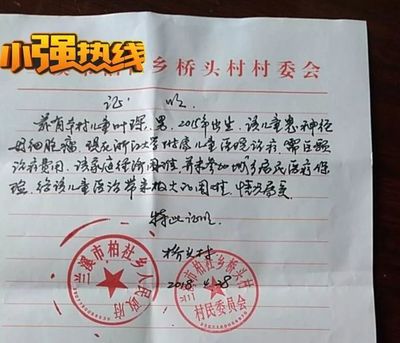 小强热线
乡桥头村村委会
证 明
兹有本村儿童叶琛,男,2015年出生,该儿童患神经
母细胞瘤,现在浙江大学附属儿童医院治疗,需巨额
治疗费用,该家庭经济困难,并未参加城乡居民医疗保
险,给该儿童医治带来极大的困难,情况属实
特此证明
桥头村
2018.4.28
兰溪市柏社乡人民政府
兰溪市柏社乡桥头村
村民委员会